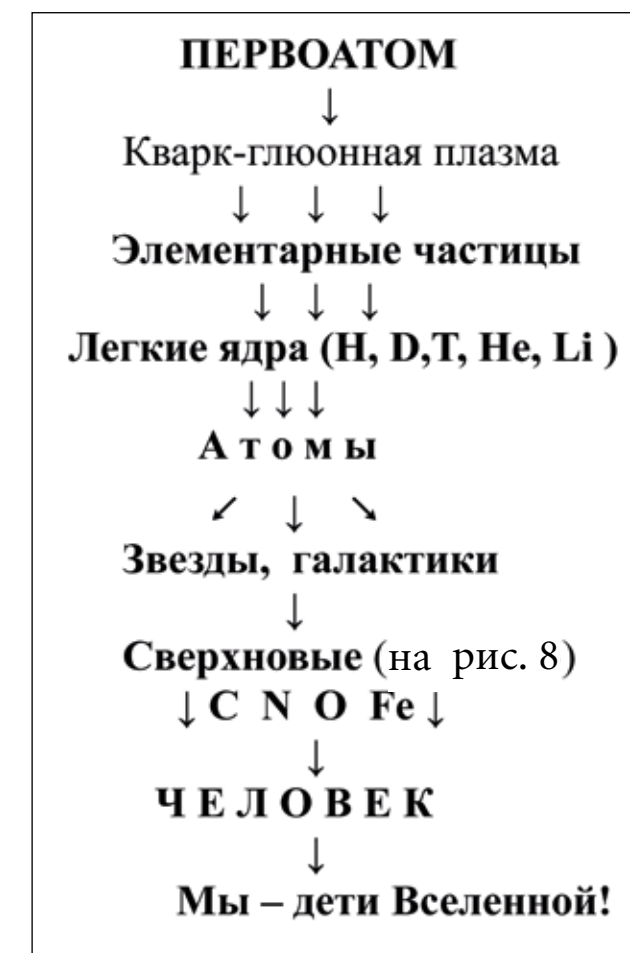 ПЕРВОАТОМ
↓
Кварк-глюонная плазма
↓ ↓ ↓
Элементарные частицы
↓ ↓ ↓
Легкие ядра (H, D,T, He, Li )
↓↓↓
А т о м ы
↙ ↓ ↘
Звезды, галактики
↓
Сверхновые (на рис. 8)
↓ C N O Fe ↓
↓
Ч Е Л О В Е К
↓
Мы – дети Вселенной!